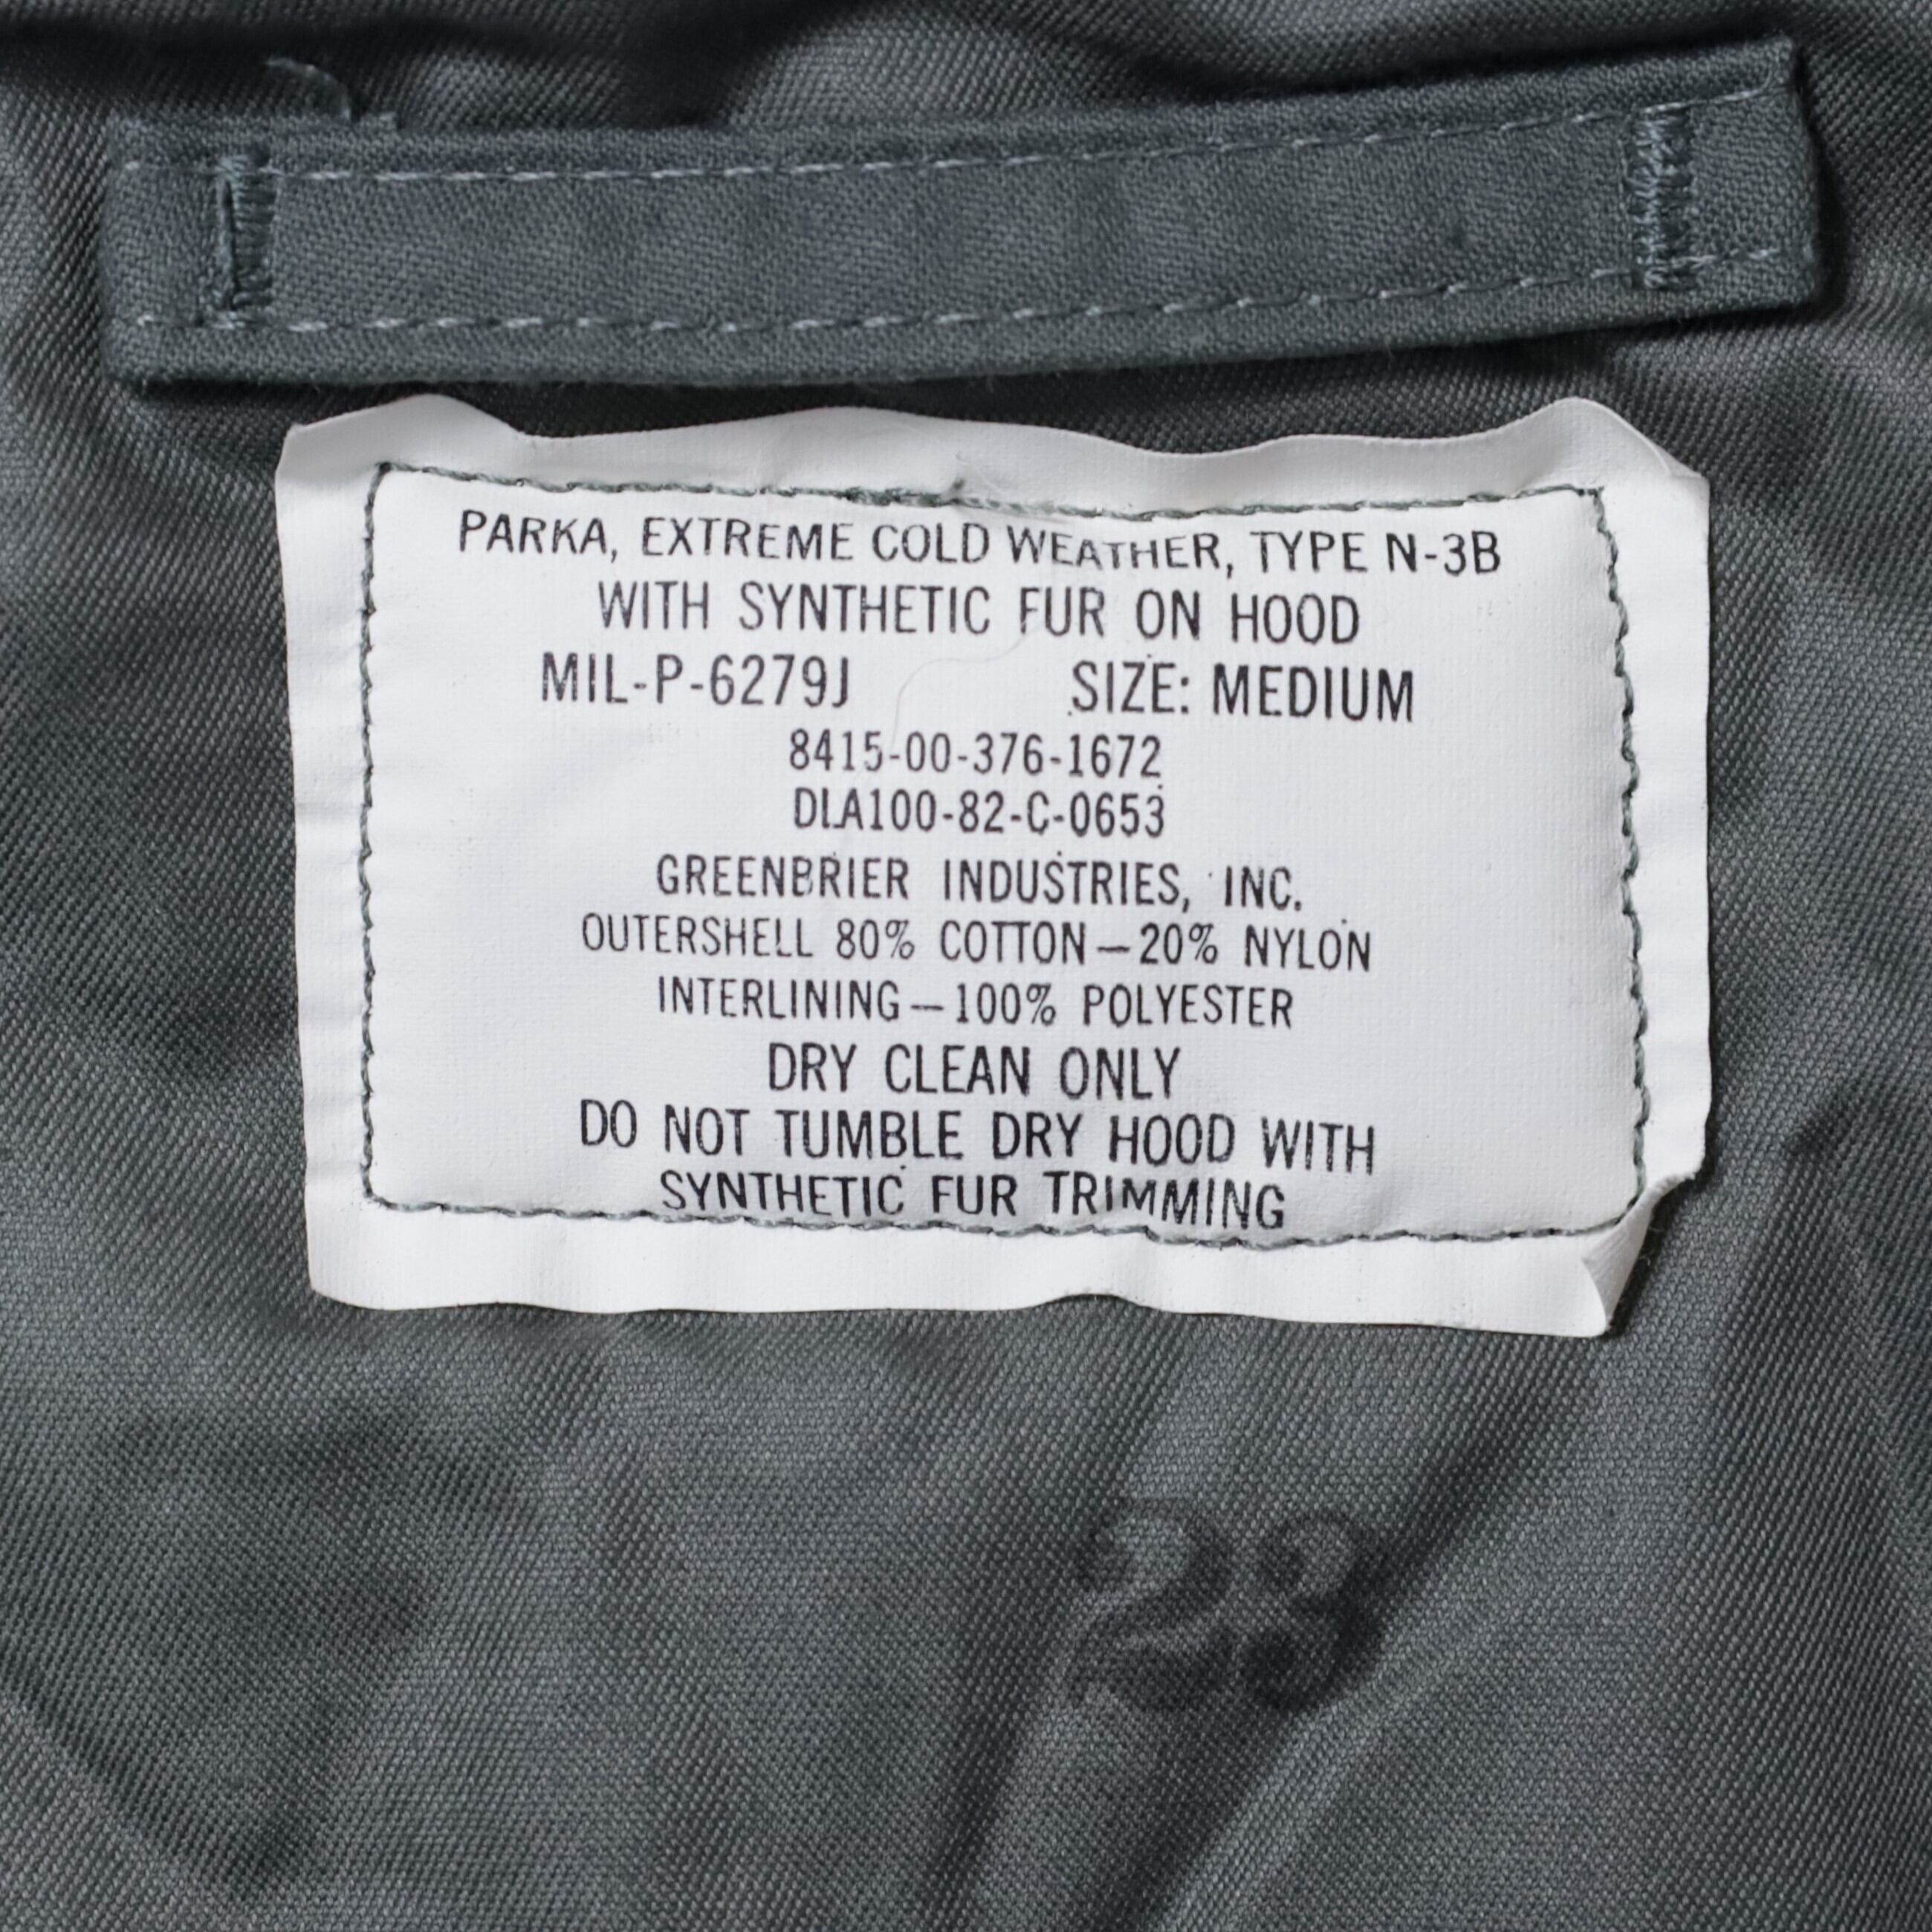 PARKA, EXTREME COLD WEATHER, TYPE N-3B
WITH SYNTHETIC FUR ON HOOD
MIL-P-6279J SIZE: MEDIUM
8415-00-376-1672
DLA100-82-C-0653
GREENBRIER INDUSTRIES, INC.
OUTERSHELL 80% COTTON — 20% NYLON
INTERLINING — 100% POLYESTER
DRY CLEAN ONLY
DO NOT TUMBLE DRY HOOD WITH
SYNTHETIC FUR TRIMMING
23